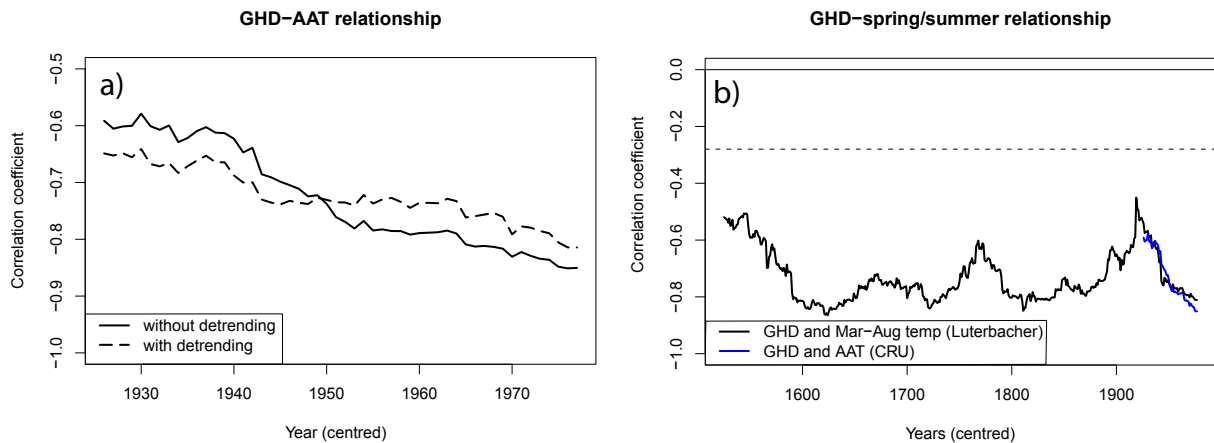 GHD−AAT relationship
a)
Correlation coefficient
−0.5
−0.6
−0.7
−0.8
−0.9
−1.0
without detrending
with detrending
1930 1940 1950 1960 1970
Year (centred)
GHD−spring/summer relationship
b)
Correlation coefficient
0.0
−0.2
−0.4
−0.6
−0.8
−1.0
GHD and Mar−Aug temp (Luterbacher)
GHD and AAT (CRU)
1600 1700 1800 1900
Years (centred)